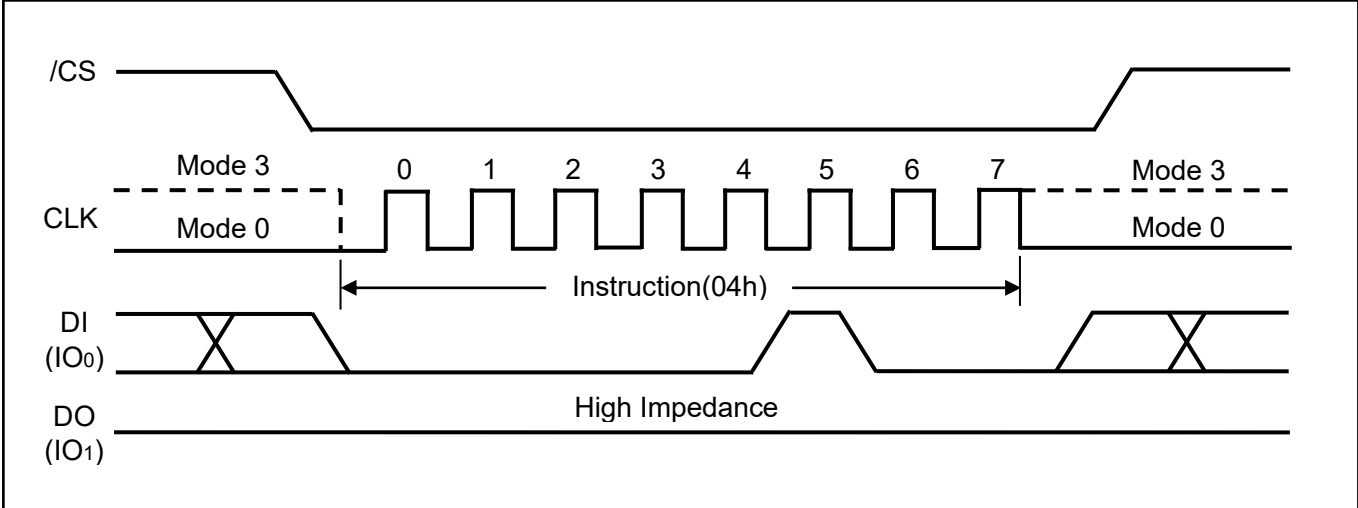 /CS
Mode 3 0 1 2 3 4 5 6 7 Mode 3
CLK
Mode 0 Mode 0
Instruction(04h)
DI
(IO0)
High Impedance
DO
(IO1)